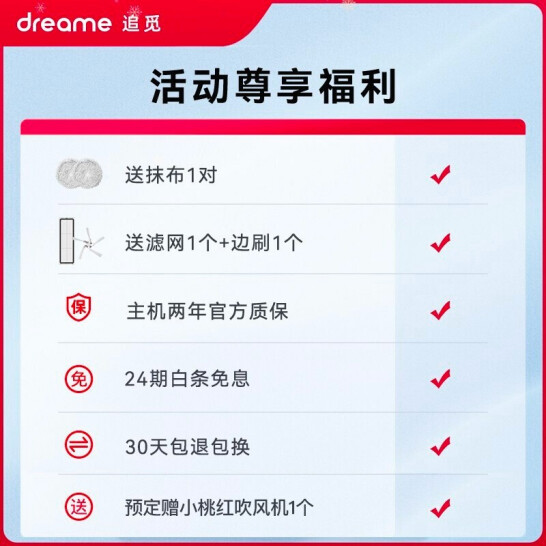 dreame 追觅
活动尊享福利
送抹布1对
送滤网1个+边刷1个
保 主机两年官方质保
免 24期白条免息
30天包退包换
送 预定赠小桃红吹风机1个